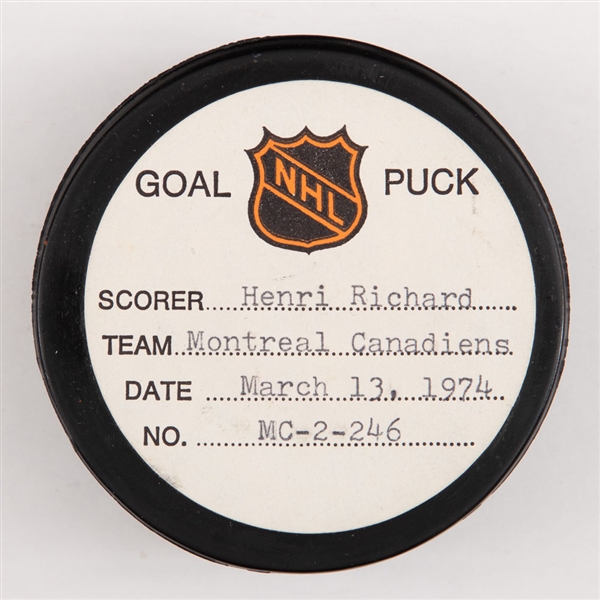 GOAL NHL PUCK
SCORER Henri Richard
TEAM Montreal Canadiens
DATE March 13, 1974
NO. MC-2-246